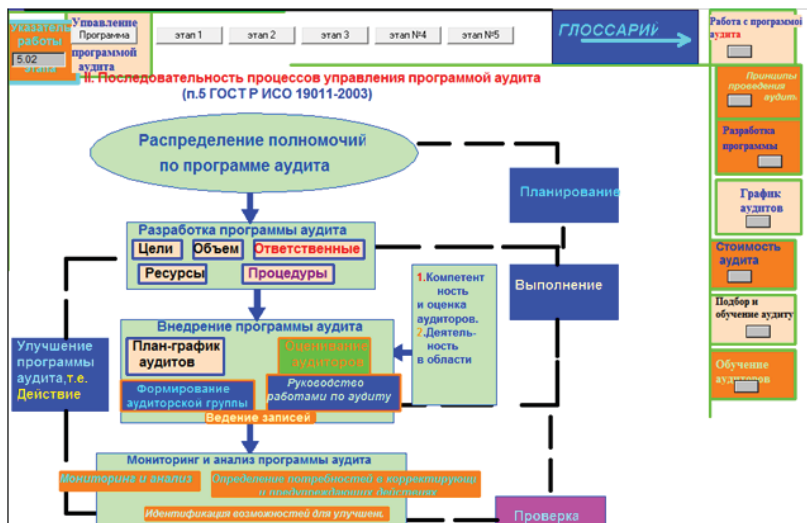 Указатель
работы
5.02
этапа
Управление
Программа
программой
аудита
этап 1
этап 2
этап 3
этап №4
этап №5
ГЛОССАРИЙ
Работа с программой
аудита
II. Последовательность процессов управления программой аудита
(п.5 ГОСТ Р ИСО 19011-2003)
Принципы
проведения
аудита
Разработка
программы
График
аудитов
Стоимость
аудита
Подбор и
обучение аудиту
Обучение
аудиторов
Распределение полномочий
по программе аудита
Планирование
Разработка программы аудита
Цели
Объем
Ответственные
Ресурсы
Процедуры
Выполнение
1.Компетент
ность
и оценка
аудиторов.
2.Деятель-
ность
в области
Внедрение программы аудита
План-график
аудитов
Оценивание
аудиторов
Формирование
аудиторской группы
Руководство
работами по аудиту
Ведение записей
Улучшение
программы
аудита,т.е.
Действие
Мониторинг и анализ программы аудита
Мониторинг и анализ
Определение потребностей в корректирующи
и предупреждающих действиях
Идентификация возможностей для улучшен.
Проверка